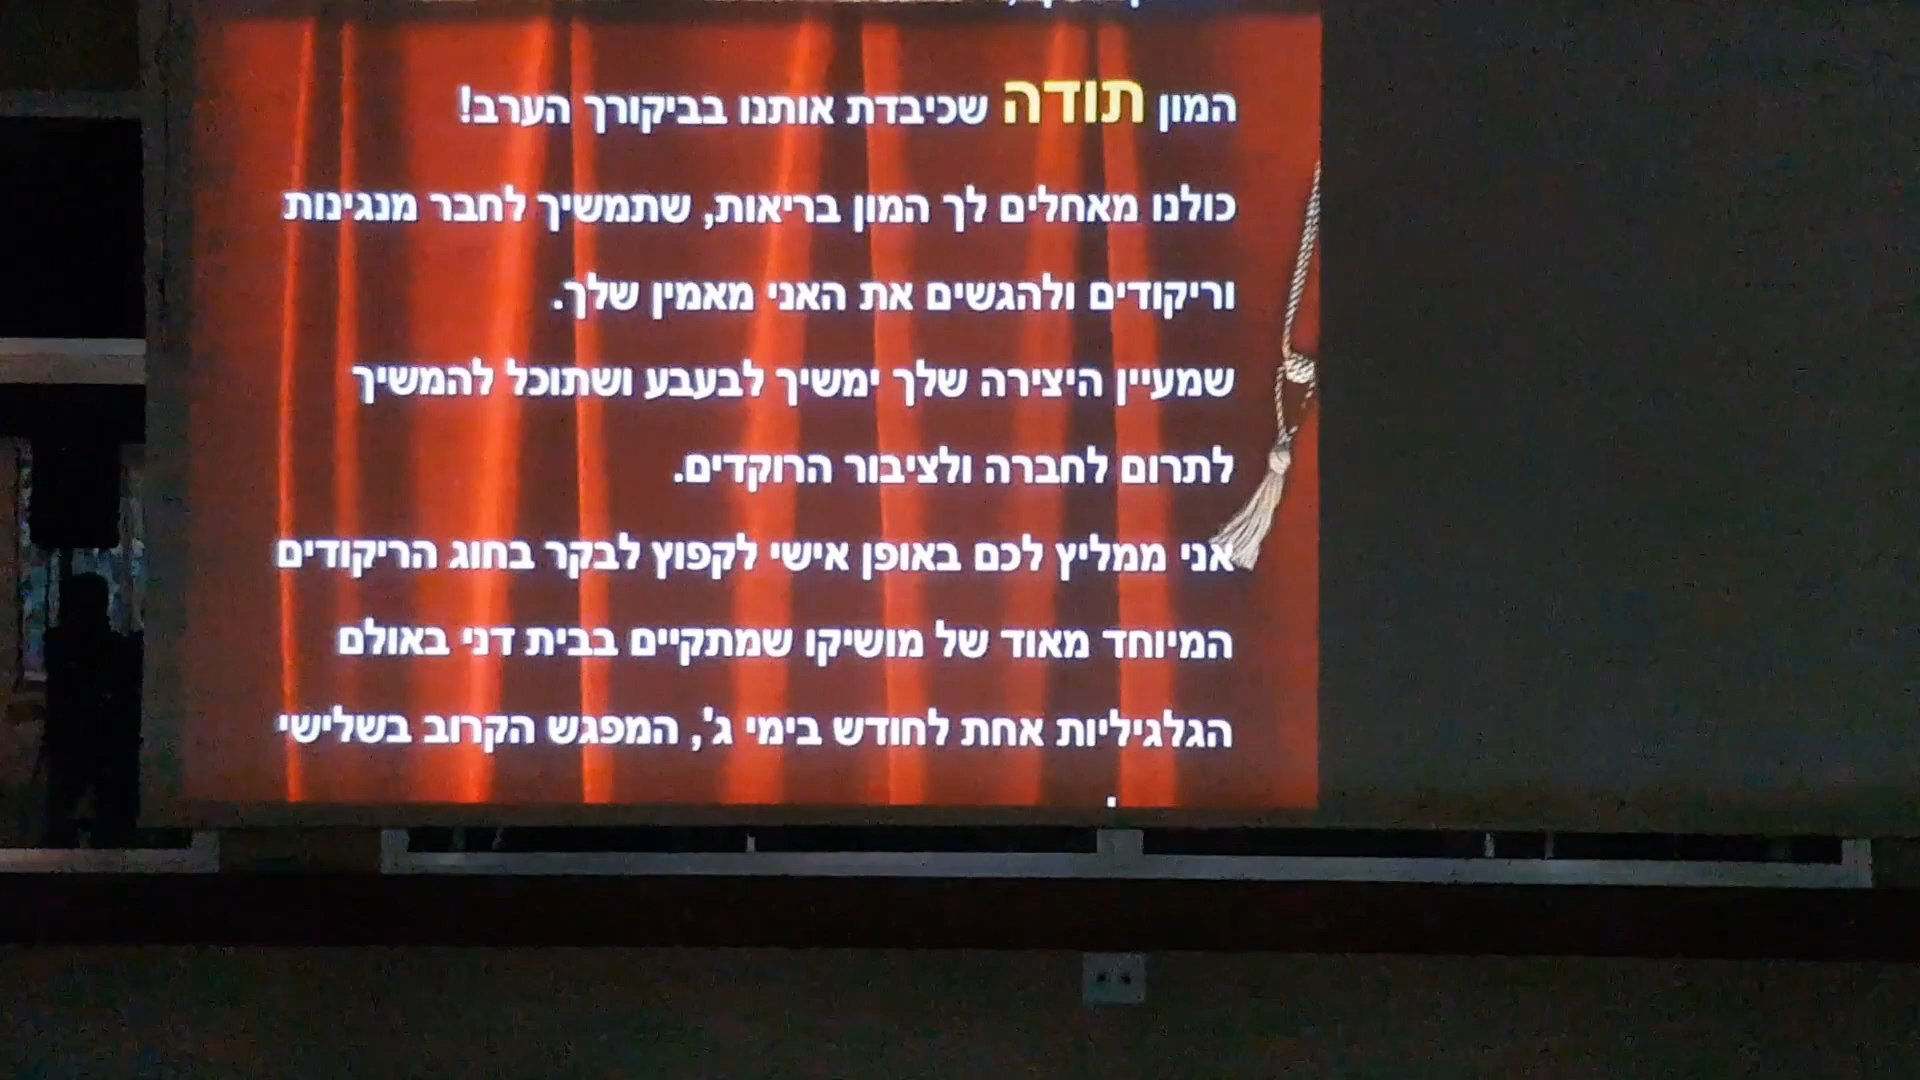 המון תודה שכיבדת אותנו בביקורך הערב!
כולנו מאחלים לך המון בריאות, שתמשיך לחבר מנגינות
וריקודים ולהגשים את האני מאמין שלך.
שמעיין היצירה שלך ימשיך לבעבע ושתוכל להמשיך
לתרום לחברה ולציבור הרוקדים.
אני ממליץ לכם באופן אישי לקפוץ לבקר בחוג הריקודים
המיוחד מאוד של מושיקו שמתקיים בבית דני באולם
הגלגיליות אחת לחודש בימי ג', המפגש הקרוב בשלישי